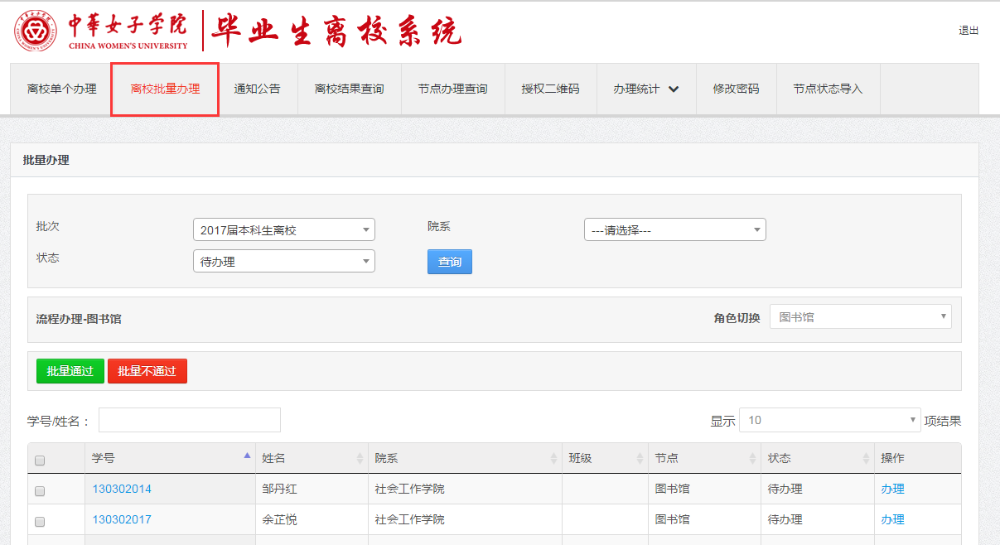 中華女子学院
CHINA WOMEN'S UNIVERSITY
毕业生离校系统
退出
离校单个办理 离校批量办理 通知公告 离校结果查询 节点办理查询 授权二维码 办理统计 修改密码 节点状态导入
批量办理
批次 2017届本科生离校 院系 ---请选择---
状态 待办理 查询
流程办理-图书馆 角色切换 图书馆
批量通过 批量不通过
学号/姓名： 显示 10 项结果
学号 姓名 院系 班级 节点 状态 操作
130302014 邹丹红 社会工作学院 图书馆 待办理 办理
130302017 余芷悦 社会工作学院 图书馆 待办理 办理